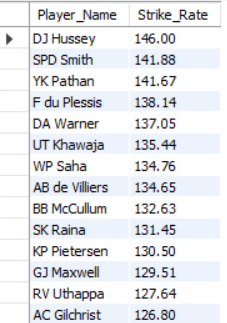 Player_Name Strike_Rate
DJ Hussey 146.00
SPD Smith 141.88
YK Pathan 141.67
F du Plessis 138.14
DA Warner 137.05
UT Khawaja 135.44
WP Saha 134.76
AB de Villiers 134.65
BB McCullum 132.63
SK Raina 131.45
KP Pietersen 130.50
GJ Maxwell 129.51
RV Uthappa 127.64
AC Gilchrist 126.80